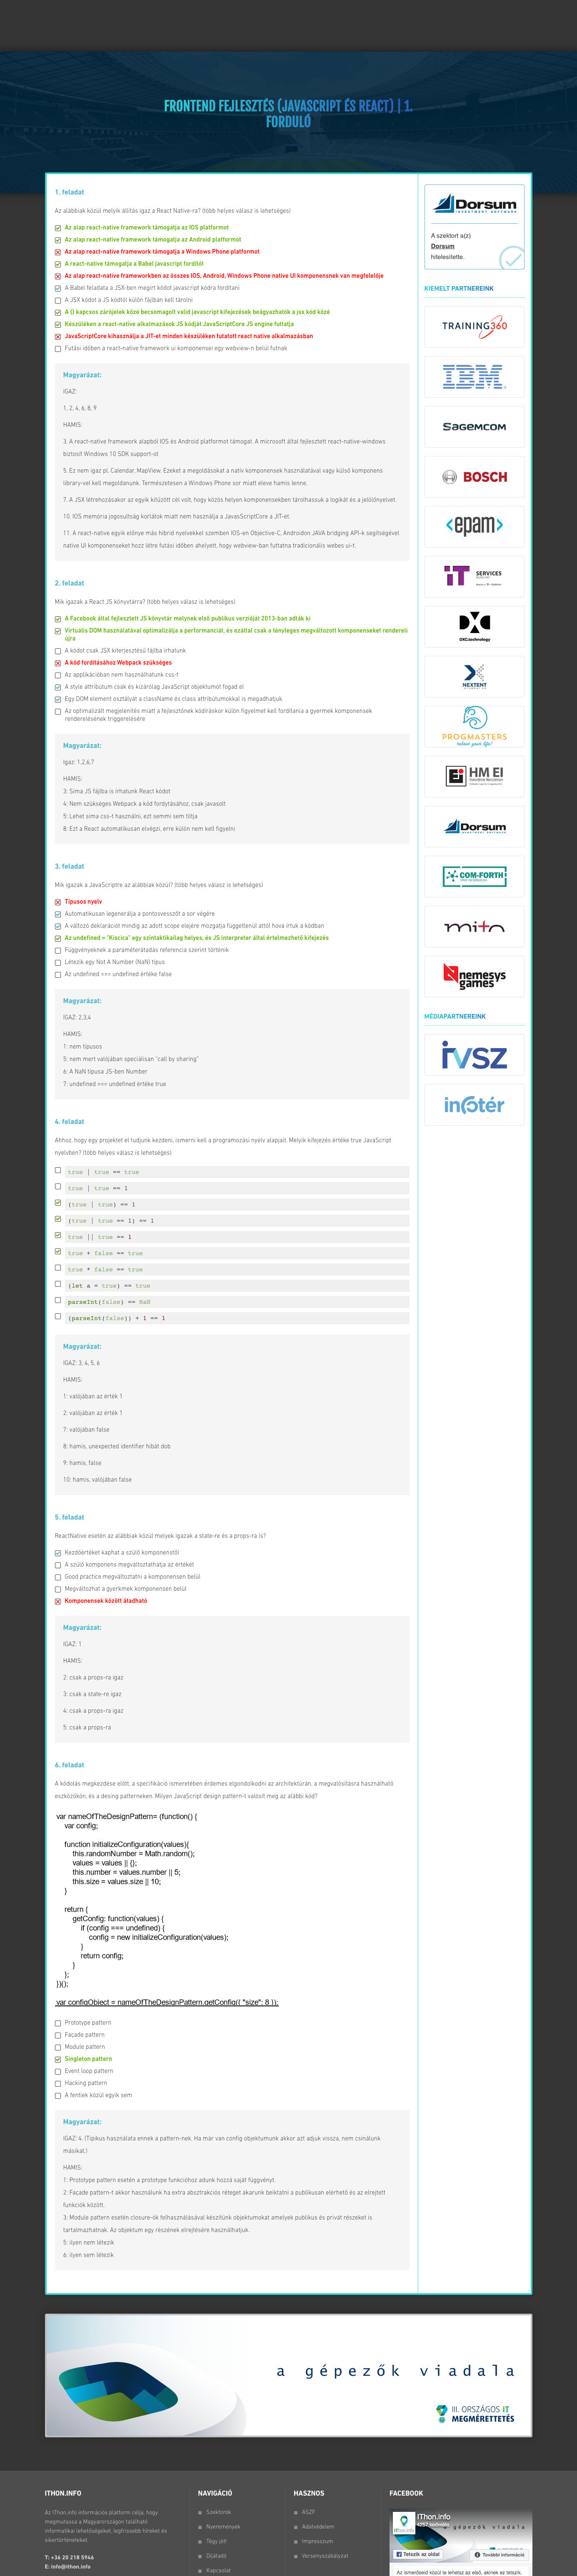 FRONTEND FEJLESZTÉS (JAVASCRIPT ÉS REACT) | 1.
FORDULÓ
1. feladat
Az alábbiak közül melyik állítás igaz a React Native-ra? (több helyes válasz is lehetséges)
Az alap react-native framework támogatja az IOS platformot
Az alap react-native framework támogatja az Android platformot
Az alap react-native framework támogatja a Windows Phone platformot
A react-native támogatja a Babel javascript fordítót
Az alap react-native frameworkben az összes IOS, Android, Windows Phone native UI komponensnek van megfelelője
A Babel feladata a JSX-ben megírt kódot javascript kódra fordítani
A JSX kódot a JS kódtól külön fájlban kell tárolni
A {} kapcsos zárójelek közé becsomagolt valid javascript kifejezések beágyazhatók a jsx kód közé
Készüléken a react-native alkalmazások JS kódját JavaScriptCore JS engine futtatja
JavaScriptCore kihasználja a JIT-et minden készüléken futatott react native alkalmazásban
Futási időben a react-native framework ui komponensei egy webview-n belül futnak
Magyarázat:
IGAZ:
1, 2, 4, 6, 8, 9
HAMIS:
3. A react-native framework alapból IOS és Android platformot támogat. A microsoft által fejlesztett react-native-windows
biztosít Windows 10 SDK support-ot
5. Ez nem igaz pl. Calendar, MapView. Ezeket a megoldásokat a natív komponensek használatával vagy külső komponens
library-vel kell megoldanunk. Természetesen a Windows Phone sor miatt eleve hamis lenne.
7. A JSX létrehozásakor az egyik kitűzött cél volt, hogy közös helyen komponensekben tárolhassuk a logikát és a jelölőnyelvet.
10. IOS memória jogosultság korlátok miatt nem használja a JavasScriptCore a JIT-et.
11. A react-native egyik előnye más hibrid nyelvekkel szemben IOS-en Objective-C, Androidon JAVA bridging API-k segítségével
natív UI komponenseket hozz létre futási időben ahelyett, hogy webview-ban futtatna tradicionális webes ui-t.
2. feladat
Mik igazak a React JS könyvtárra? (több helyes válasz is lehetséges)
A Facebook által fejlesztett JS könyvtár melynek első publikus verzióját 2013-ban adták ki
Virtuális DOM használatával optimalizálja a performanciát, és ezáltal csak a tényleges megváltozott komponenseket rendereli
újra
A kódot csak JSX kiterjesztésű fájlba írhatunk
A kód fordításához Webpack szükséges
Az applikációban nem használhatunk css-t
A style attribútum csak és kizárólag JavaScript objektumot fogad el
Egy DOM element osztályát a className és class attribútumokkal is megadhatjuk
Az optimalizált megjelenítés miatt a fejlesztőnek kódíráskor külön figyelmet kell fordítania a gyermek komponensek
renderelésének triggerelésére
Magyarázat:
Igaz: 1,2,6,7
HAMIS:
3: Sima JS fájlba is írhatunk React kódot
4: Nem szükséges Webpack a kód fordytásához, csak javasolt
5: Lehet sima css-t használni, ezt semmi sem tiltja
8: Ezt a React automatikusan elvégzi, erre külön nem kell figyelni
3. feladat
Mik igazak a JavaScriptre az alábbiak közül? (több helyes válasz is lehetséges)
Típusos nyelv
Automatikusan legenerálja a pontosvesszőt a sor végére
A változó deklarációt mindig az adott scope elejére mozgatja függetlenül attól hova írtuk a kódban
Az undefined = "Kiscica" egy szintaktikailag helyes, és JS interpreter által értelmezhető kifejezés
Függvényeknek a paraméterátadás referencia szerint történik
Létezik egy Not A Number (NaN) típus
Az undefined === undefined értéke false
Magyarázat:
IGAZ: 2,3,4
HAMIS:
1: nem típusos
5: nem mert valójában speciálisan "call by sharing"
6: A NaN típusa JS-ben Number
7: undefined === undefined értéke true
4. feladat
Ahhoz, hogy egy projektet el tudjunk kezdeni, ismerni kell a programozási nyelv alapjait. Melyik kifejezés értéke true JavaScript
nyelvben? (több helyes válasz is lehetséges)
true | true == true
true | true == 1
(true | true) == 1
(true | true == 1) == 1
true || true == 1
true + false == true
true * false == true
(let a = true) == true
parseInt(false) == NaN
(parseInt(false)) + 1 == 1
Magyarázat:
IGAZ: 3, 4, 5, 6
HAMIS:
1: valójában az érték 1
2: valójában az érték 1
7: valójában false
8: hamis, unexpected identifier hibát dob
9: hamis, false
10: hamis, valójában false
5. feladat
ReactNative esetén az alábbiak közül melyek igazak a state-re és a props-ra is?
Kezdőértéket kaphat a szülő komponenstől
A szülő komponens megváltoztathatja az értékét
Good practice megváltoztatni a komponensen belül
Megváltozhat a gyerkmek komponensen belül
Komponensek között átadható
Magyarázat:
IGAZ: 1
HAMIS:
2: csak a props-ra igaz
3: csak a state-re igaz
4: csak a props-ra igaz
5: csak a props-ra
6. feladat
A kódolás megkezdése előtt, a specifikáció ismeretében érdemes elgondolkodni az architektúrán, a megvalósításra használható
eszközökön, és a desing patterneken. Milyen JavaScript design pattern-t valósít meg az alábbi kód?
var nameOfTheDesignPattern= (function() {
var config;
function initializeConfiguration(values){
this.randomNumber = Math.random();
values = values || {};
this.number = values.number || 5;
this.size = values.size || 10;
}
return {
getConfig: function(values) {
if (config === undefined) {
config = new initializeConfiguration(values);
}
return config;
}
};
})();
var configObject = nameOfTheDesignPattern.getConfig({ "size": 8 });
Prototype pattern
Façade pattern
Module pattern
Singleton pattern
Event loop pattern
Hacking pattern
A fentiek közül egyik sem
Magyarázat:
IGAZ: 4. (Tipikus használata ennek a pattern-nek. Ha már van config objektumunk akkor azt adjuk vissza, nem csinálunk
másikat.)
HAMIS:
1: Prototype pattern esetén a prototype funkcióhoz adunk hozzá saját függvényt.
2: Façade pattern-t akkor használunk ha extra absztrakciós réteget akarunk beiktatni a publikusan elérhető és az elrejtett
funkciók között.
3: Module pattern esetén closure-ök felhasználásával készítünk objektumokat amelyek publikus és privát részeket is
tartalmazhatnak. Az objektum egy részének elrejtésére használhatjuk.
5: ilyen nem létezik
6: ilyen sem létezik
Dorsum
INVESTMENT SOFTWARE
A szektort a(z)
Dorsum
hitelesítette.
KIEMELT PARTNEREINK
TRAINING360
IBM
SAGEMCOM
BOSCH
<epam>
iT SERVICES
DXC.technology
NEXTENT
PROGMASTERS
reboot your life!
HM EI
Dorsum
INVESTMENT SOFTWARE
COM-FORTH
mito
nemesys
games
MÉDIAPARTNEREINK
IVSZ
infotér
a gépezők viadala
III. ORSZÁGOS IT
MEGMÉRETTETÉS
ITHON.INFO
Az IThon.info információs platform célja, hogy
megmutassa a Magyarországon található
informatikai lehetőségeket, legfrissebb híreket és
sikertörténeteket.
T: +36 20 218 5946
E: info@ithon.info
NAVIGÁCIÓ
Szektorok
Nyeremények
Tégy jót!
Díjátadó
Kapcsolat
HASZNOS
ÁSZF
Adatvédelem
Impresszum
Versenyszabályzat
FACEBOOK
IThon.info
4257 kedvelés
Tetszik az oldal
További információ
Az ismerőseid közül te lehetsz az első, akinek ez tetszik.